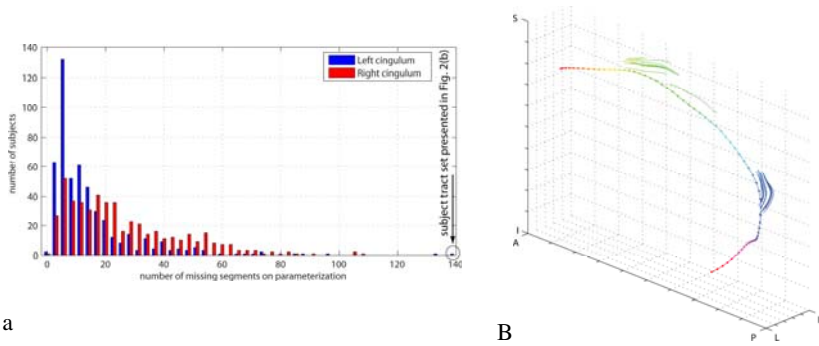 140
120
100
80
60
40
20
0
0 20 40 60 80 100 120 140
number of subjects
number of missing segments on parameterization
Left cingulum
Right cingulum
subject tract set presented in Fig. 2(b)
a
S
I
A
P
L
B